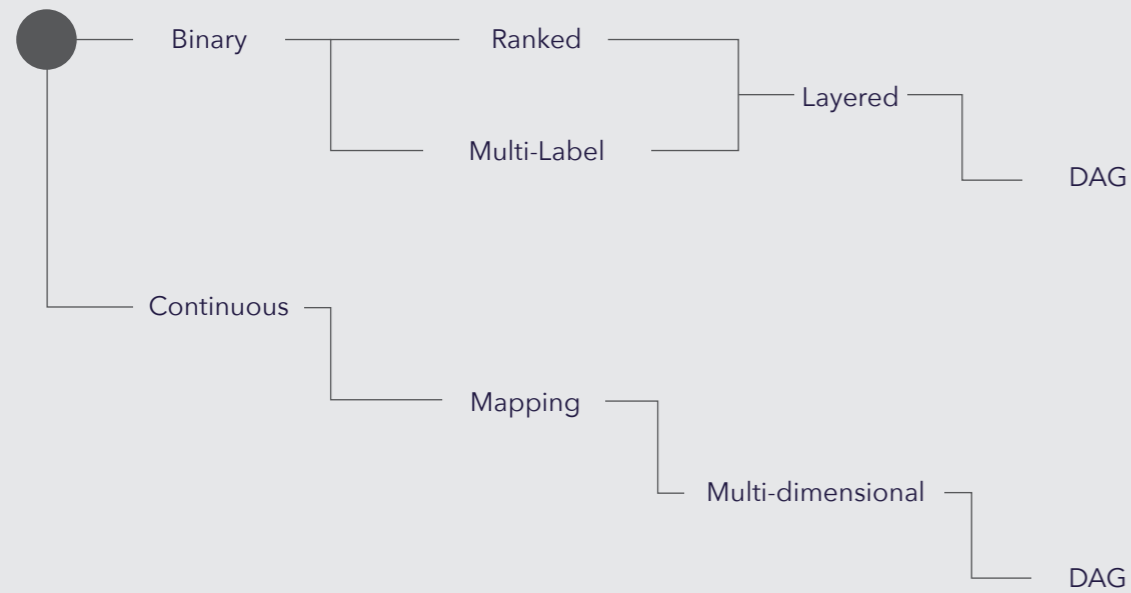 Binary
Ranked
Layered
Multi-Label
DAG
Continuous
Mapping
Multi-dimensional
DAG